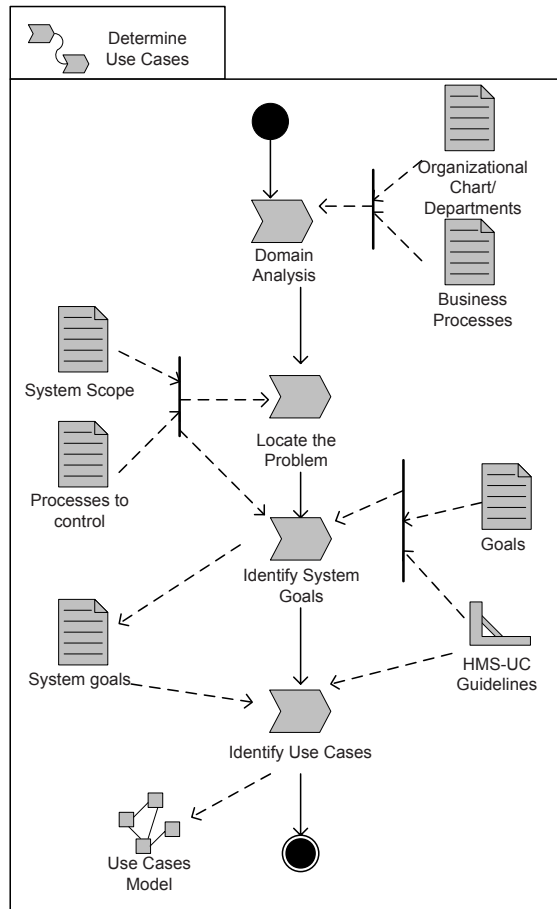 Determine
Use Cases
Organizational
Chart/
Departments
Domain
Analysis
Business
Processes
System Scope
Locate the
Problem
Processes to
control
Goals
Identify System
Goals
System goals
HMS-UC
Guidelines
Identify Use Cases
Use Cases
Model